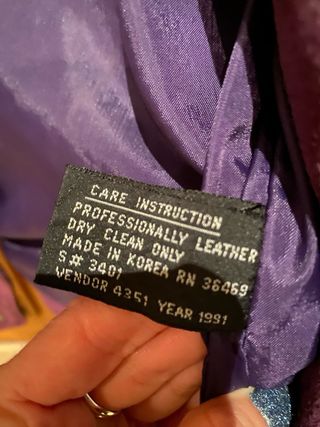 CARE INSTRUCTION
PROFESSIONALLY LEATHER
DRY CLEAN ONLY
MADE IN KOREA RN 36469
S# 3401
VENDOR 4351 YEAR 1991